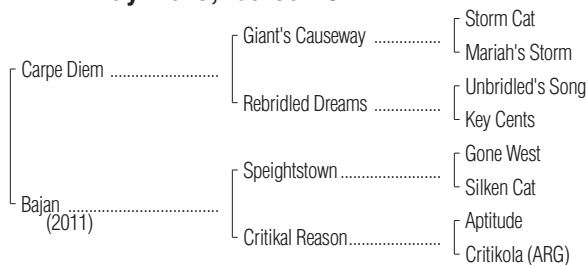 Storm Cat
Giant's Causeway ................
Mariah's Storm
Carpe Diem ..........................
Unbridled's Song
Rebridled Dreams ................
Key Cents
Gone West
Speightstown .....................
Silken Cat
Bajan ....................................
(2011)
Aptitude
Critikal Reason....................
Critikola (ARG)